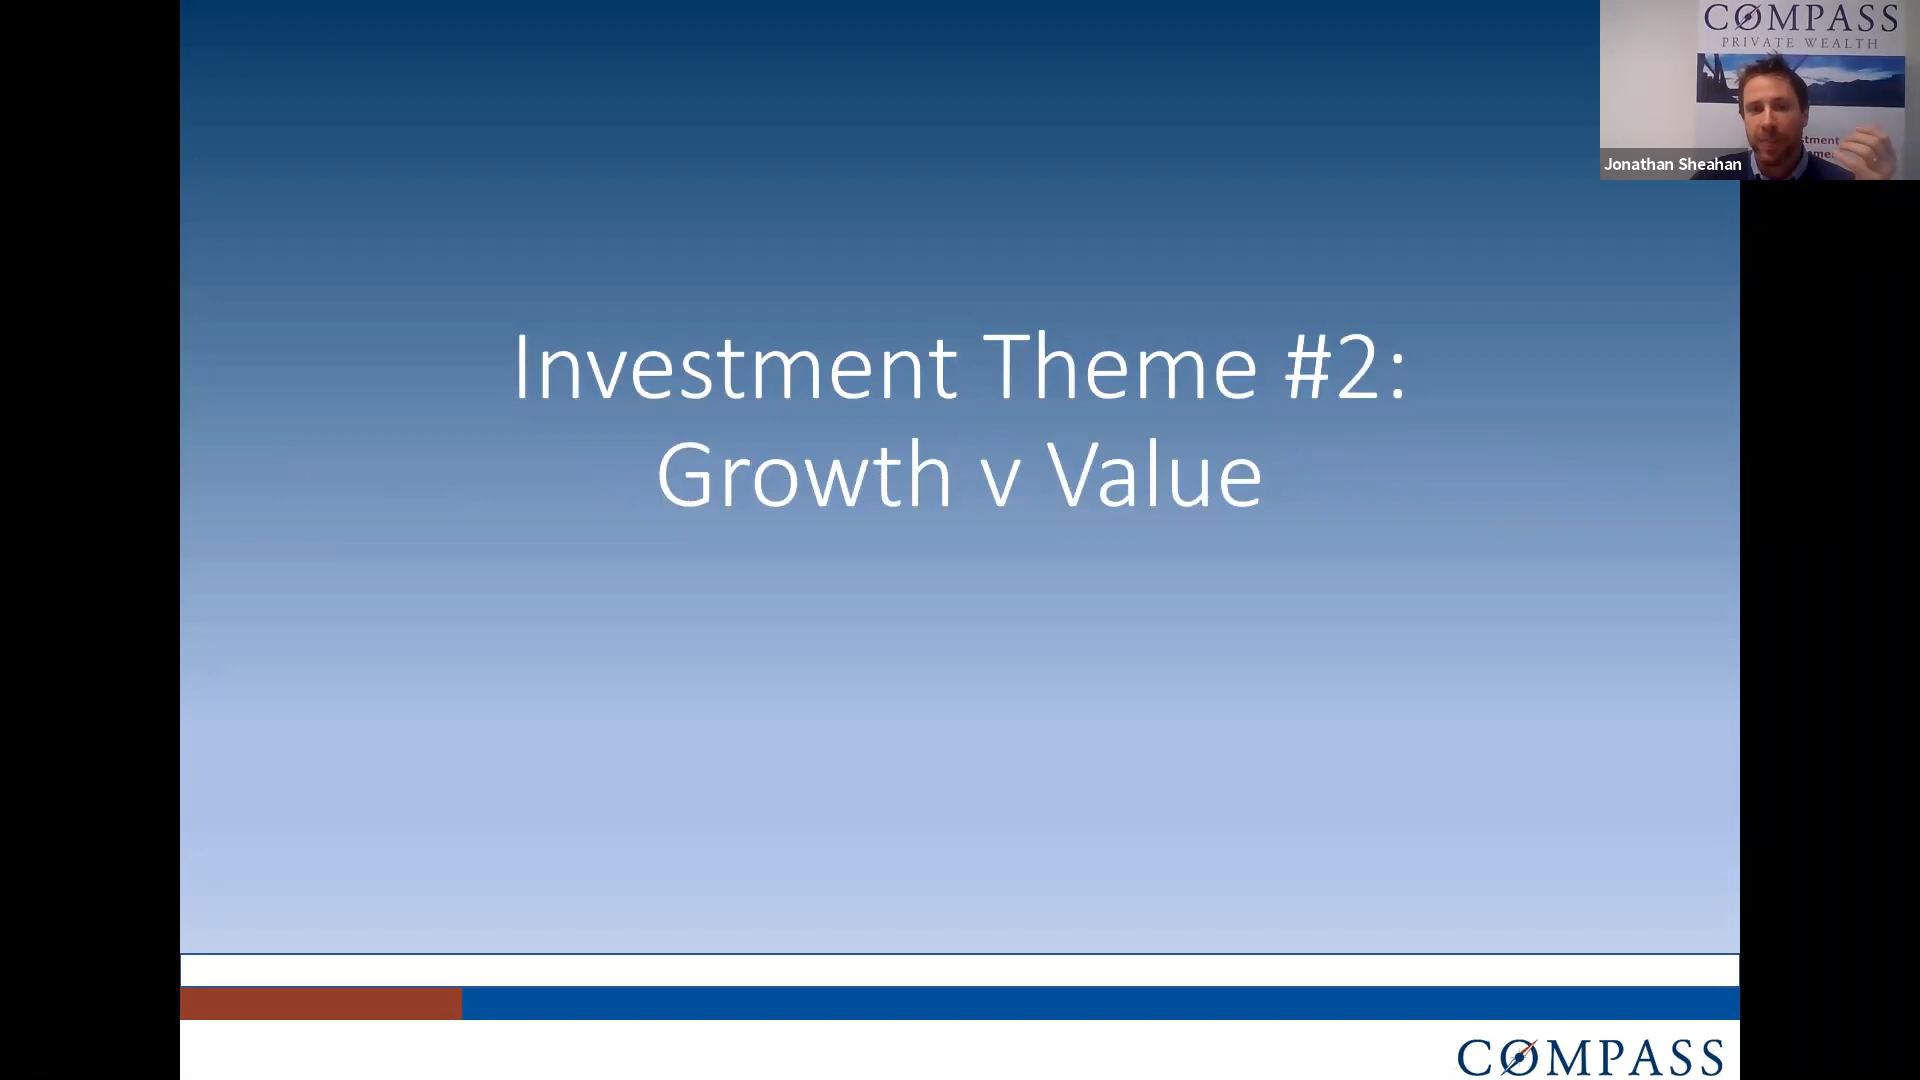 COMPASS
PRIVATE WEALTH
Jonathan Sheahan
Investment Theme #2:
Growth v Value
COMPASS